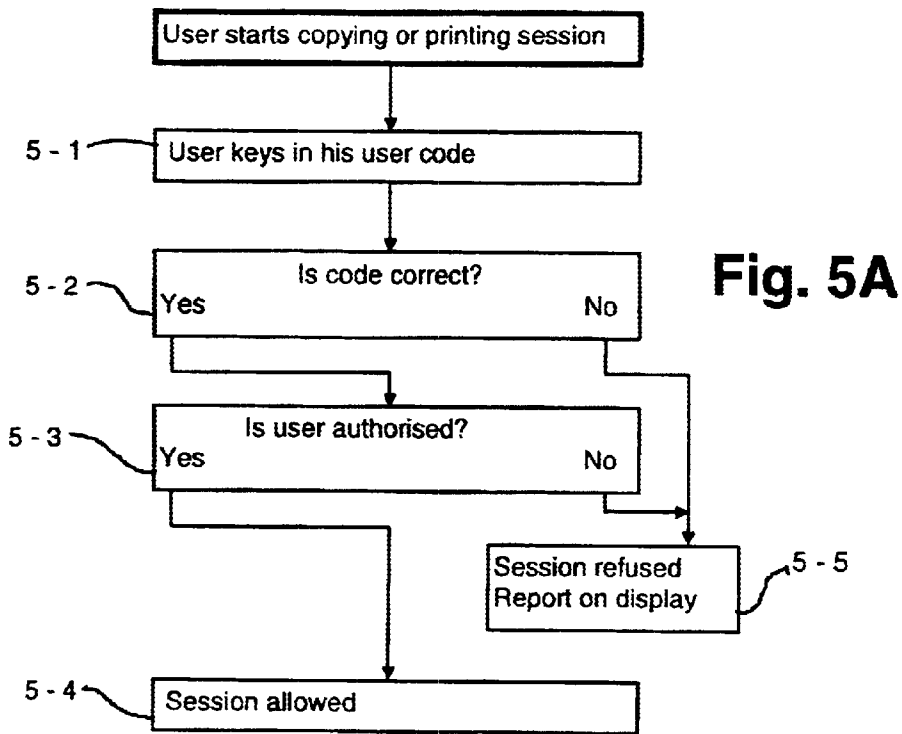 User starts copying or printing session
5 - 1
User keys in his user code
Is code correct?
5 - 2
Yes
No
Fig. 5A
Is user authorised?
5 - 3
Yes
No
Session refused
Report on display
5 - 5
5 - 4
Session allowed